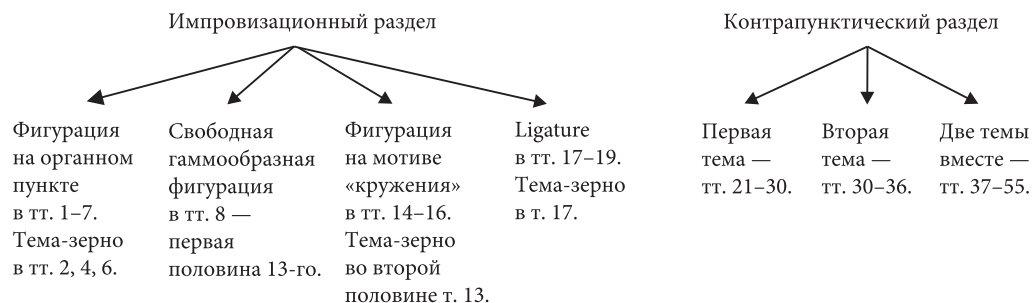 Импровизационный раздел
Фигурация
на органном
пункте
в тт. 1–7.
Тема-зерно
в тт. 2, 4, 6.
Свободная
гаммообразная
фигурация
в тт. 8 —
первая
половина 13-го.
Фигурация
на мотиве
«кружения»
в тт. 14–16.
Тема-зерно
во второй
половине т. 13.
Ligature
в тт. 17–19.
Тема-зерно
в т. 17.
Контрапунктический раздел
Первая
тема —
тт. 21–30.
Вторая
тема —
тт. 30–36.
Две темы
вместе —
тт. 37–55.